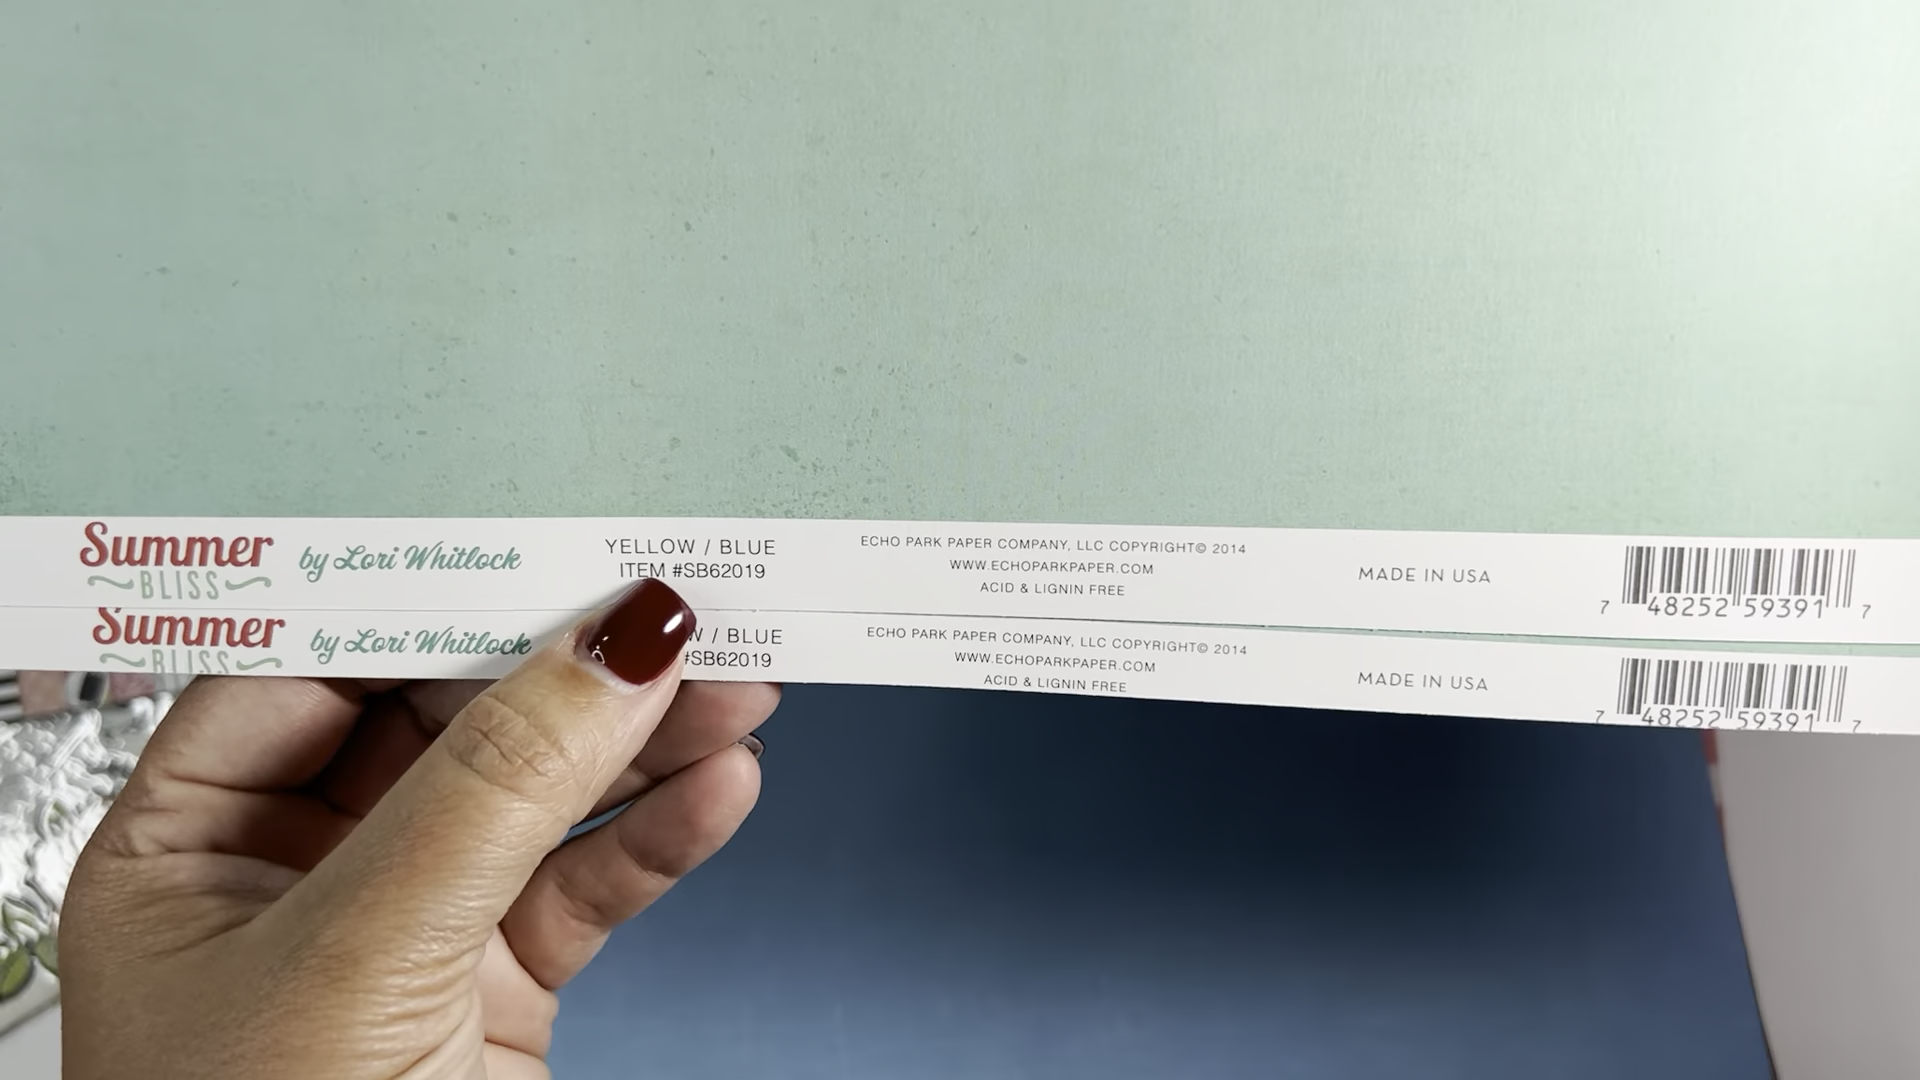 Summer
BLISS
by Lori Whitlock
YELLOW / BLUE
ITEM #SB62019
ECHO PARK PAPER COMPANY, LLC COPYRIGHT© 2014
WWW.ECHOPARKPAPER.COM
ACID & LIGNIN FREE
MADE IN USA
7 48252 59391 7
Summer
BLISS
by Lori Whitlock
W / BLUE
#SB62019
ECHO PARK PAPER COMPANY, LLC COPYRIGHT© 2014
WWW.ECHOPARKPAPER.COM
ACID & LIGNIN FREE
MADE IN USA
7 48252 59391 7